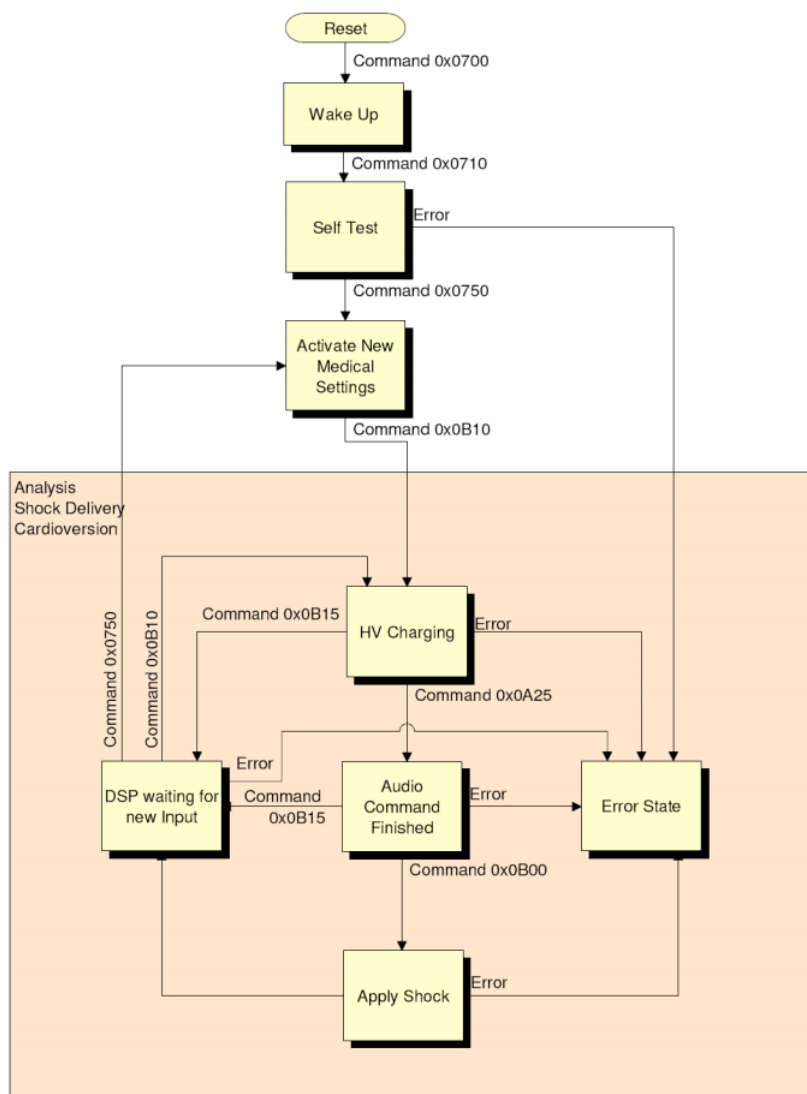 Reset
Command 0x0700
Wake Up
Command 0x0710
Self Test
Error
Command 0x0750
Activate New
Medical
Settings
Command 0x0B10
Analysis
Shock Delivery
Cardioversion
Command 0x0750
Command 0x0B10
Command 0x0B15
HV Charging
Error
Command 0x0A25
Error
DSP waiting for
new Input
Command
0x0B15
Audio
Command
Finished
Error
Error State
Command 0x0B00
Apply Shock
Error